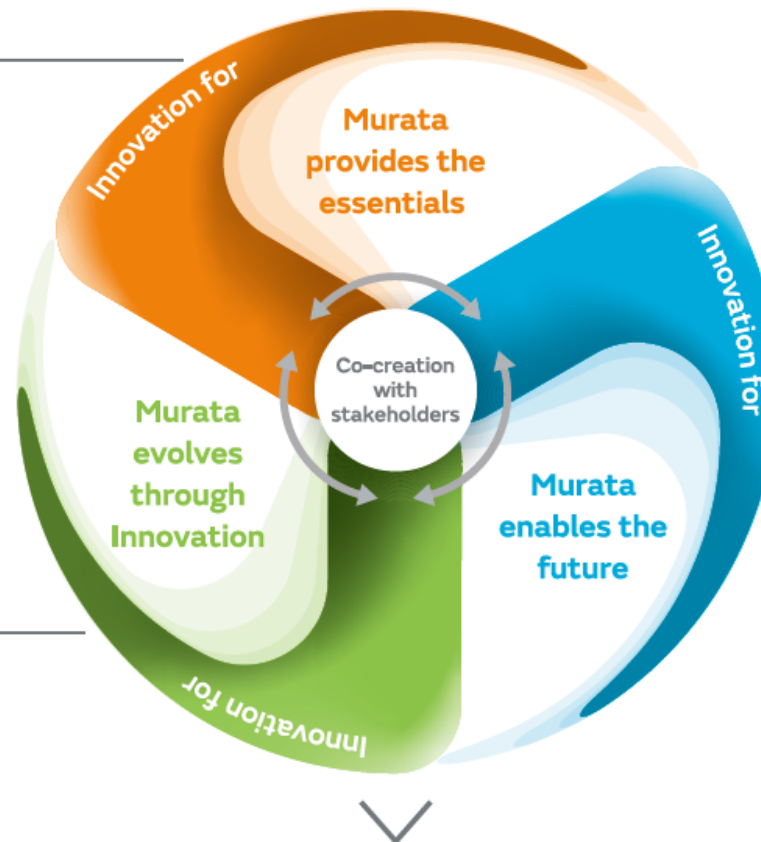 Innovation for
Murata
provides the
essentials
Innovation for
Co-creation
with
stakeholders
Murata
evolves
through
Innovation
Murata
enables the
future
Innovation for